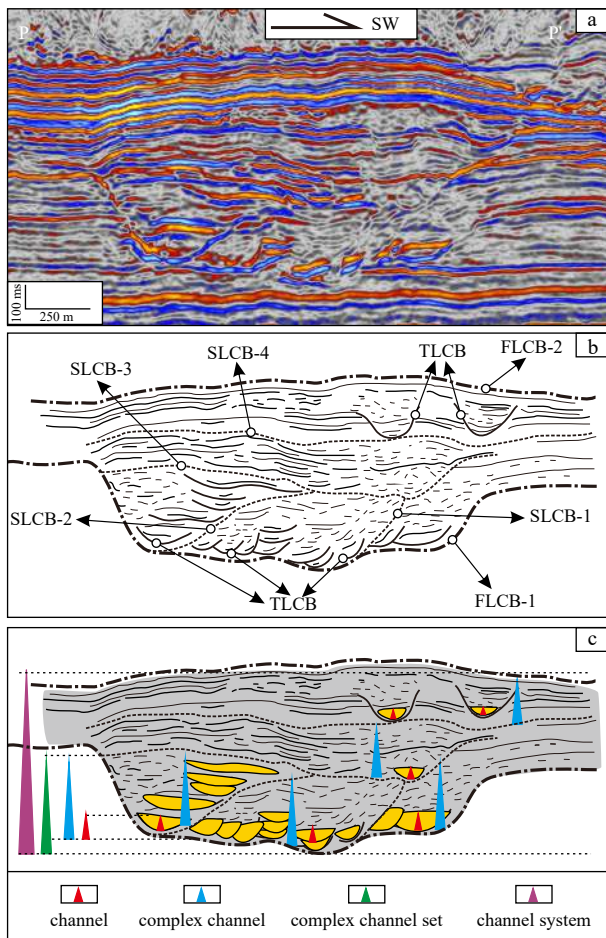 P
SW
P'
a
100 ms
250 m
b
SLCB-4
TLCB
FLCB-2
SLCB-3
SLCB-2
SLCB-1
TLCB
FLCB-1
c
channel
complex channel
complex channel set
channel system